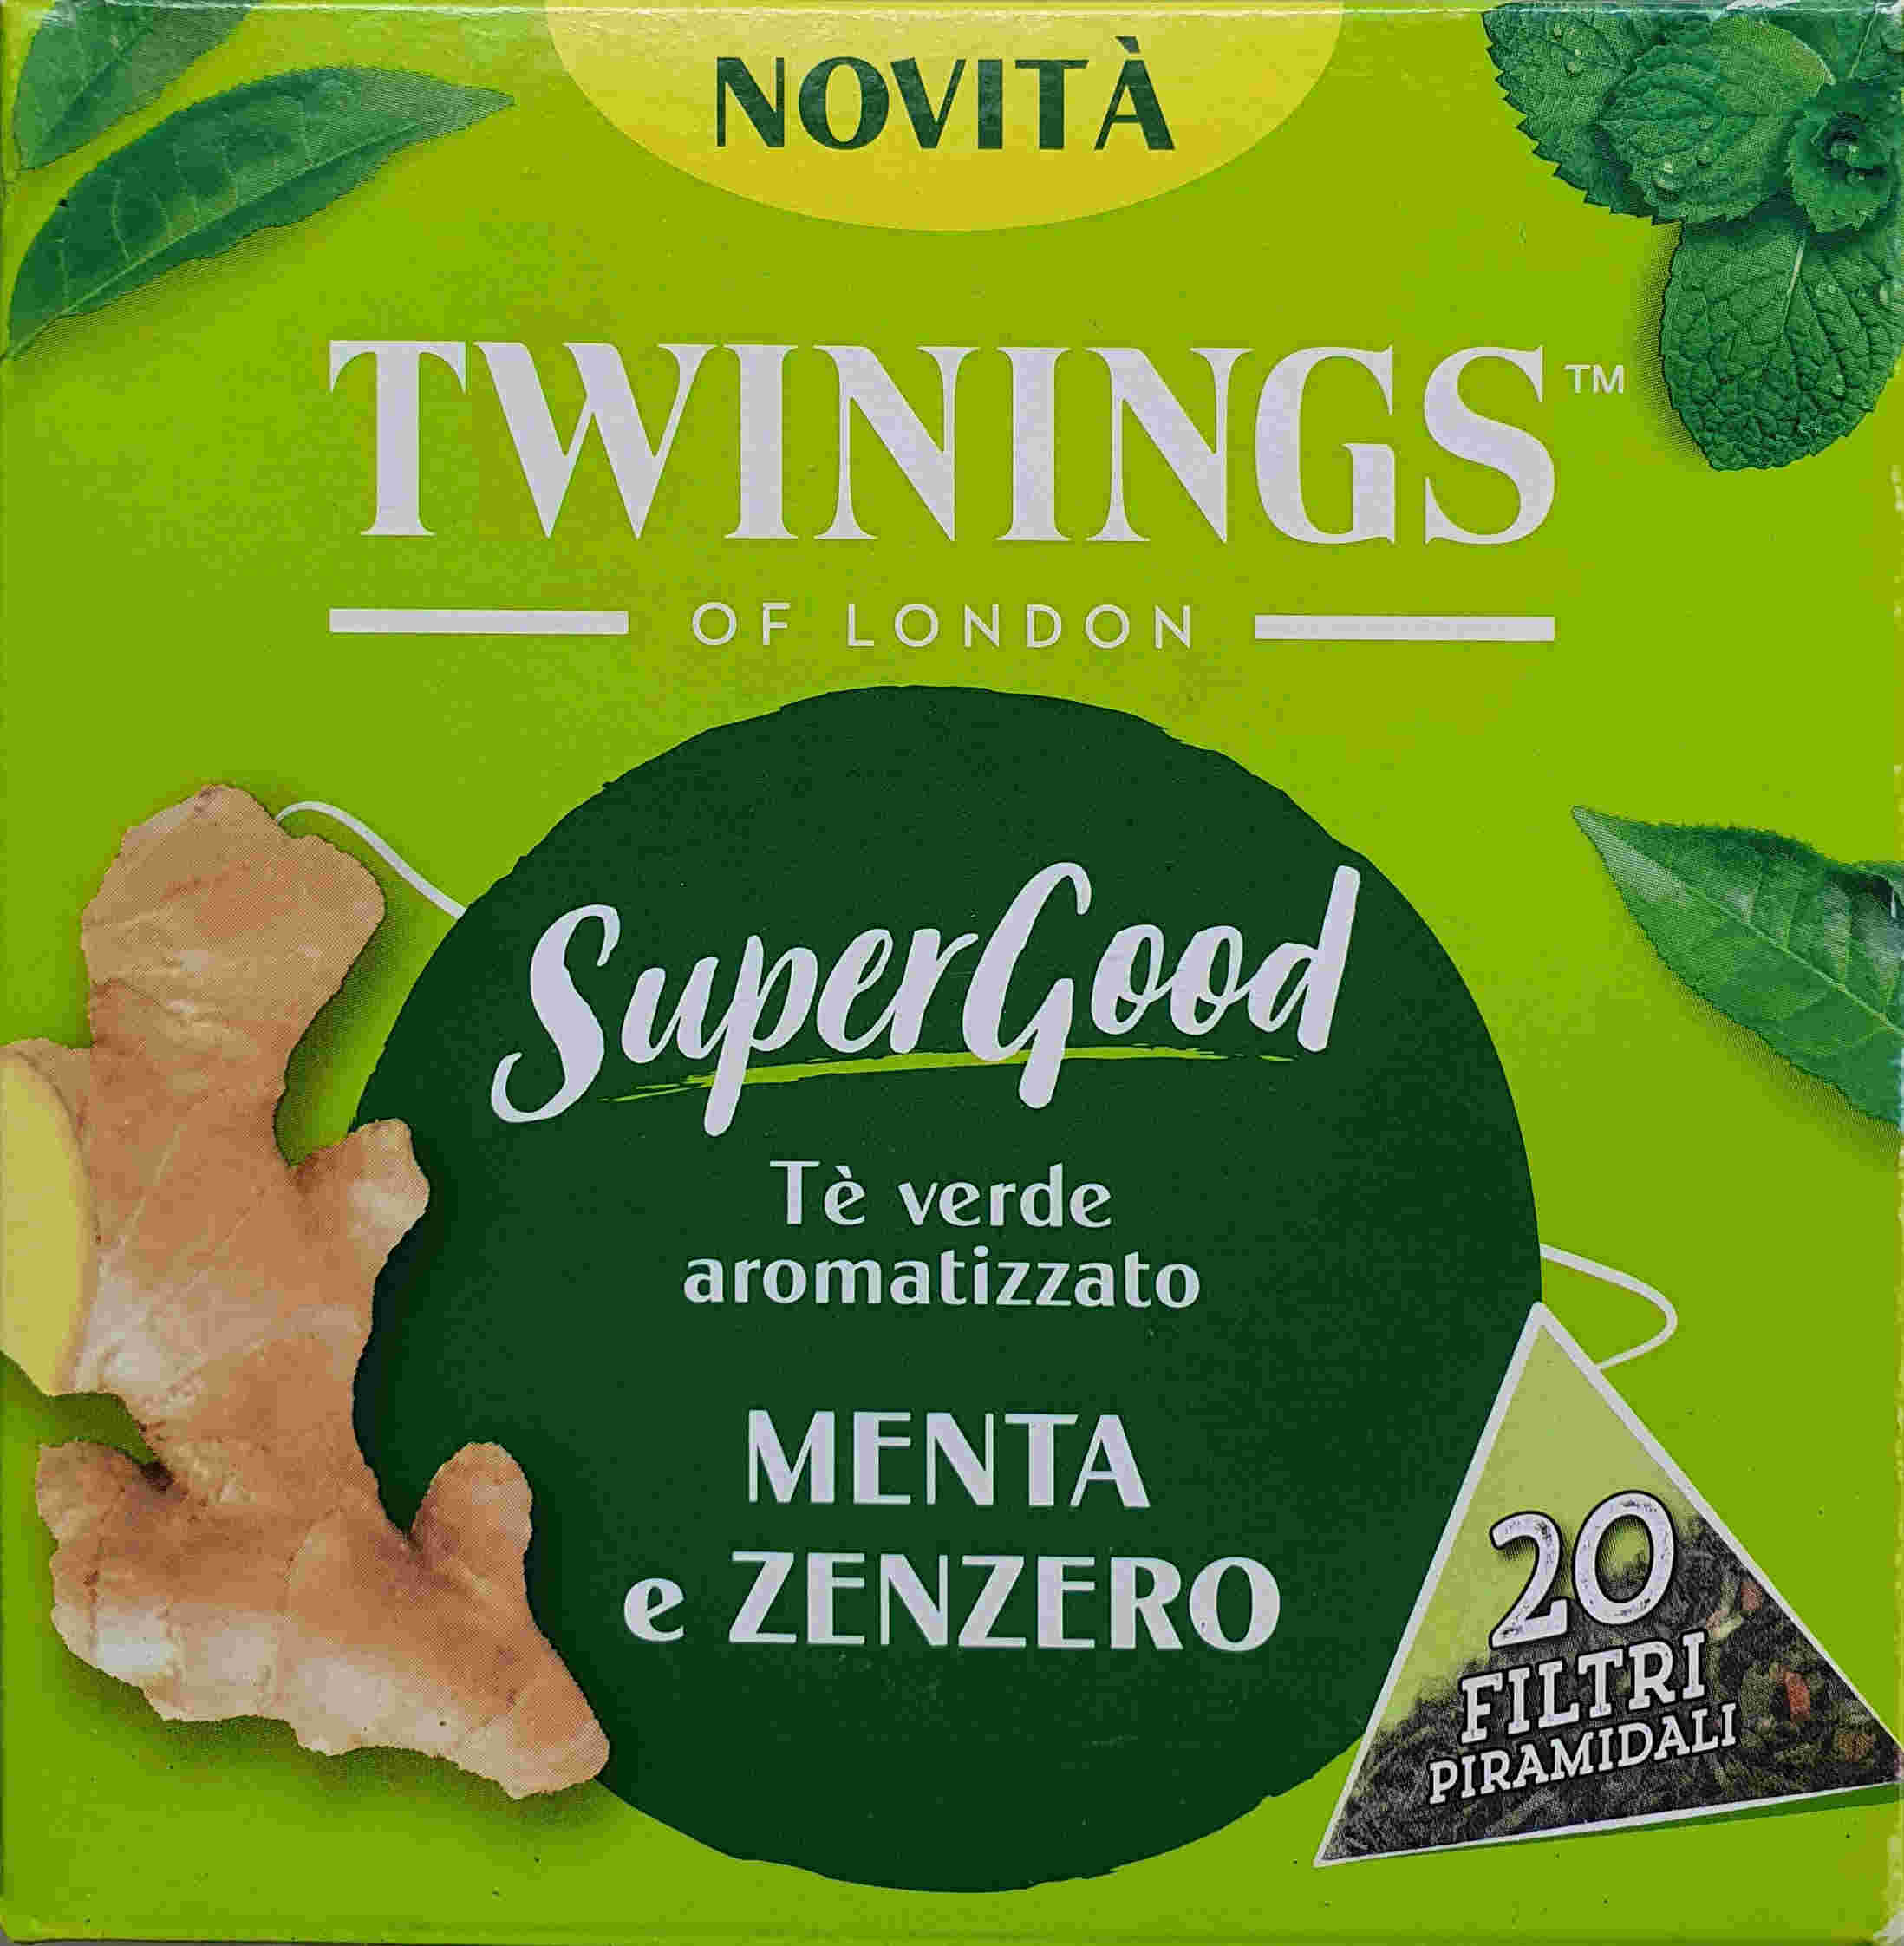 NOVITÀ
TWININGS™
OF LONDON
SuperGood
Tè verde
aromatizzato
MENTA
e ZENZERO
20
FILTRI
PIRAMIDALI